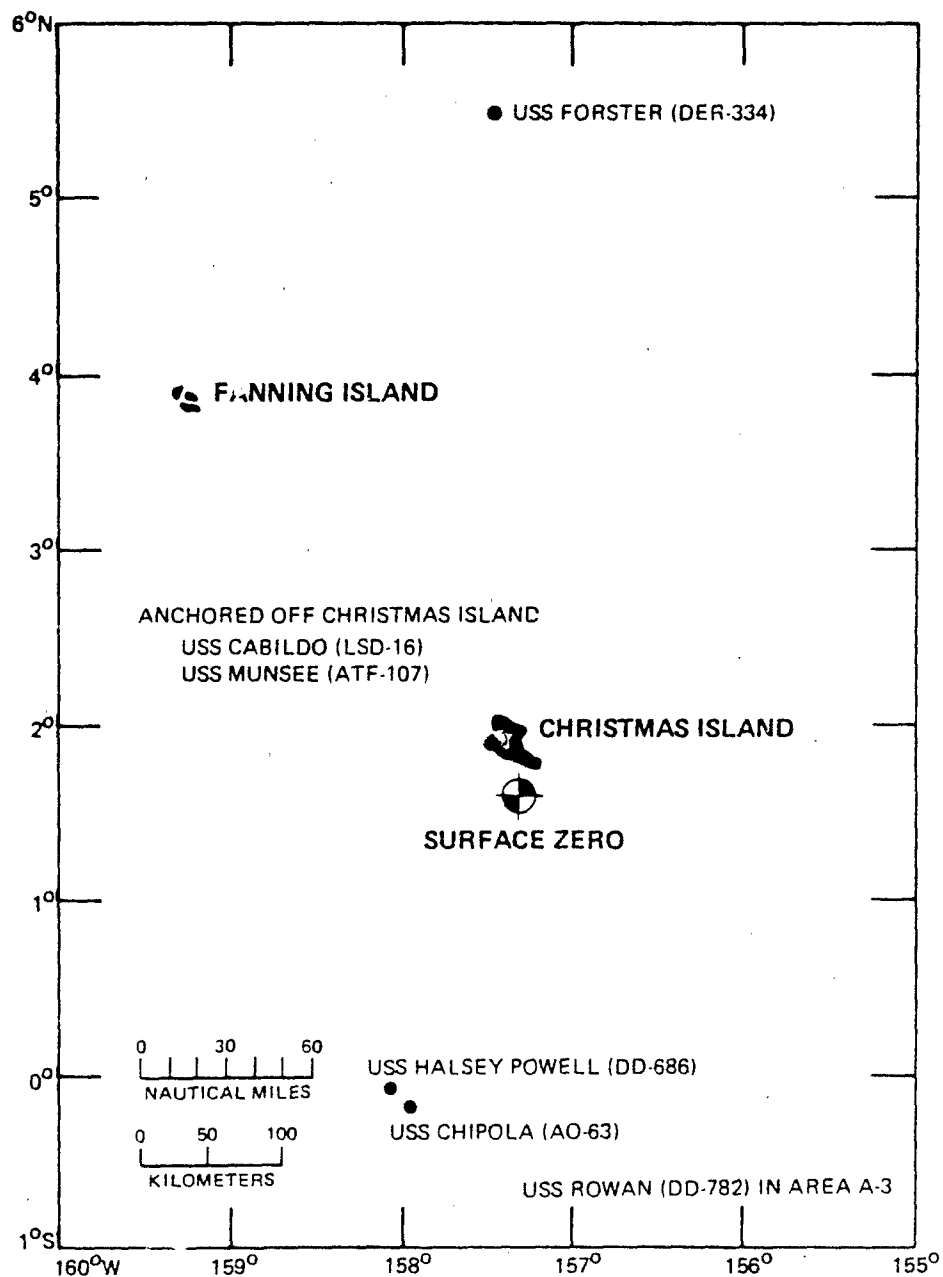 6°N
USS FORSTER (DER-334)
5°
4°
FANNING ISLAND
3°
ANCHORED OFF CHRISTMAS ISLAND
USS CABILDO (LSD-16)
USS MUNSEE (ATF-107)
2°
CHRISTMAS ISLAND
SURFACE ZERO
1°
0 30 60
NAUTICAL MILES
USS HALSEY POWELL (DD-686)
0°
USS CHIPOLA (AO-63)
0 50 100
KILOMETERS
USS ROWAN (DD-782) IN AREA A-3
1°S
160°W 159° 158° 157° 156° 155°